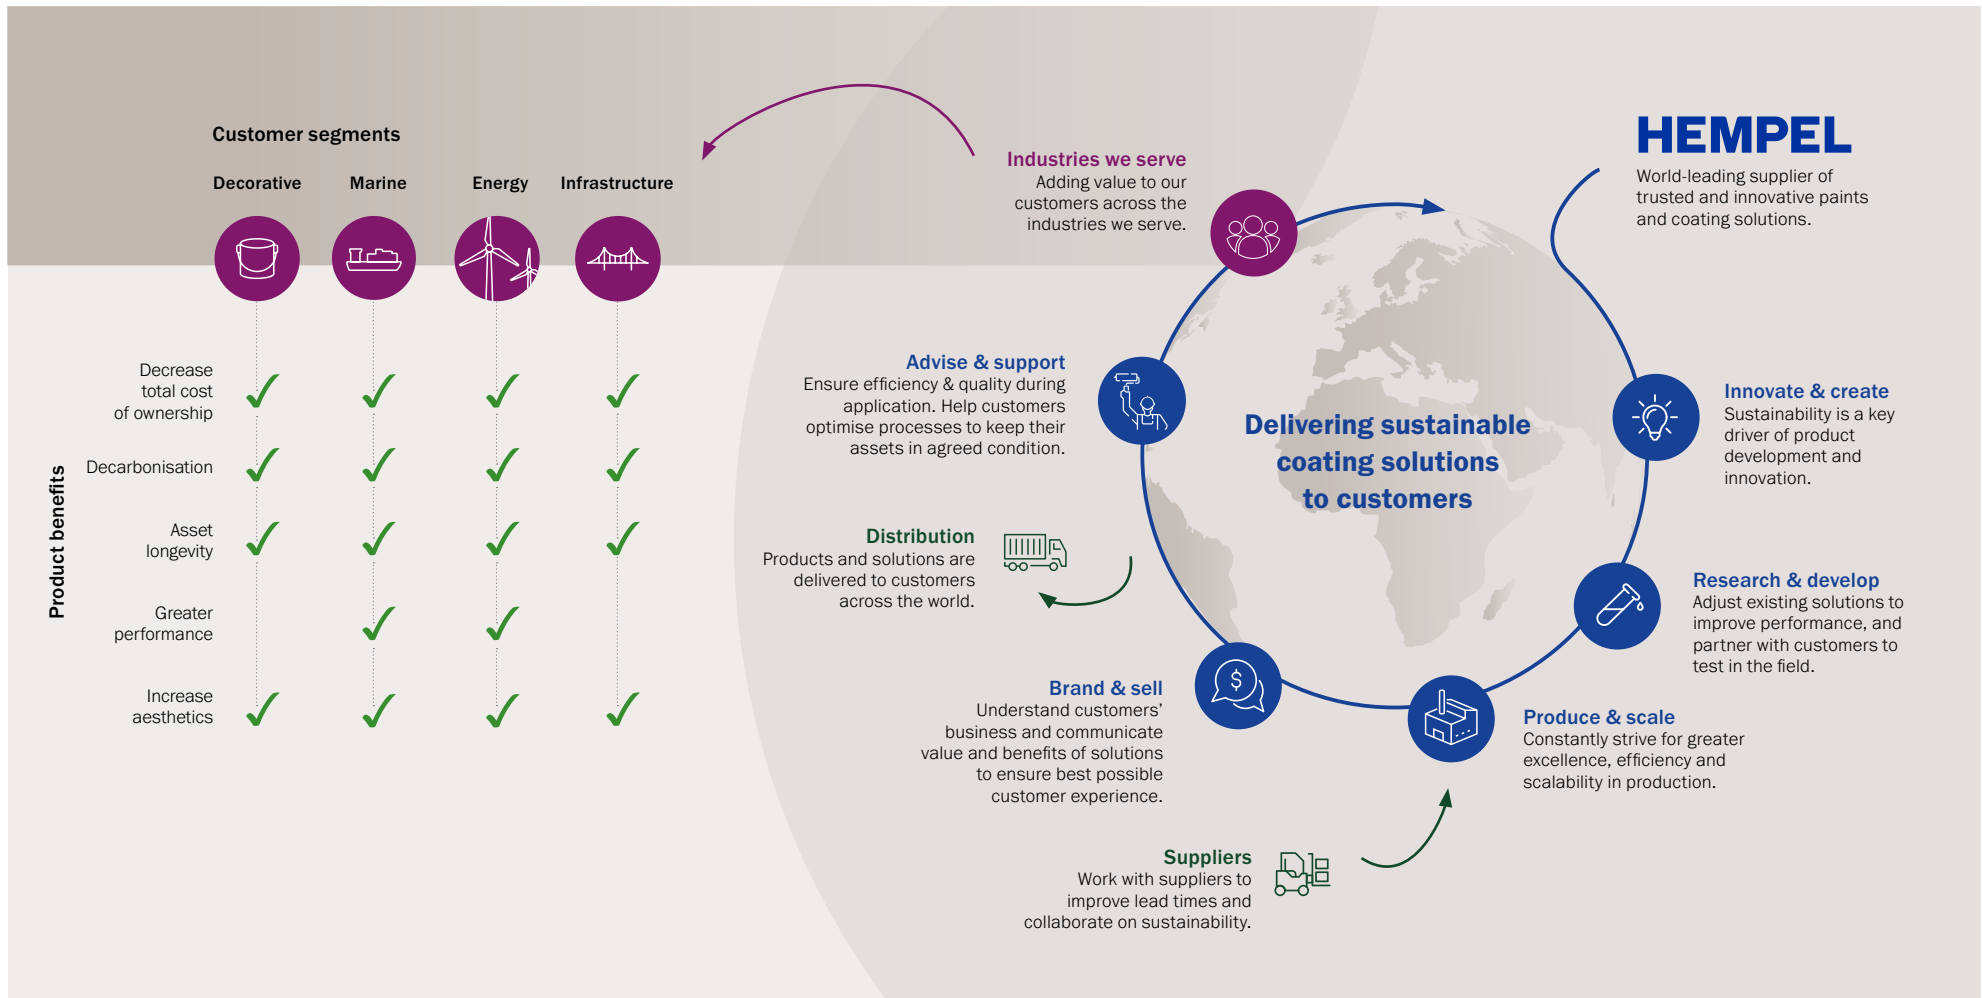 Customer segments
Decorative
Marine
Energy
Infrastructure
Product benefits
Decrease
total cost
of ownership
Decarbonisation
Asset
longevity
Greater
performance
Increase
aesthetics
Industries we serve
Adding value to our
customers across the
industries we serve.
HEMPEL
World-leading supplier of
trusted and innovative paints
and coating solutions.
Advise & support
Ensure efficiency & quality during
application. Help customers
optimise processes to keep their
assets in agreed condition.
Delivering sustainable
coating solutions
to customers
Innovate & create
Sustainability is a key
driver of product
development and
innovation.
Distribution
Products and solutions are
delivered to customers
across the world.
Research & develop
Adjust existing solutions to
improve performance, and
partner with customers to
test in the field.
Brand & sell
Understand customers’
business and communicate
value and benefits of solutions
to ensure best possible
customer experience.
$
Produce & scale
Constantly strive for greater
excellence, efficiency and
scalability in production.
Suppliers
Work with suppliers to
improve lead times and
collaborate on sustainability.